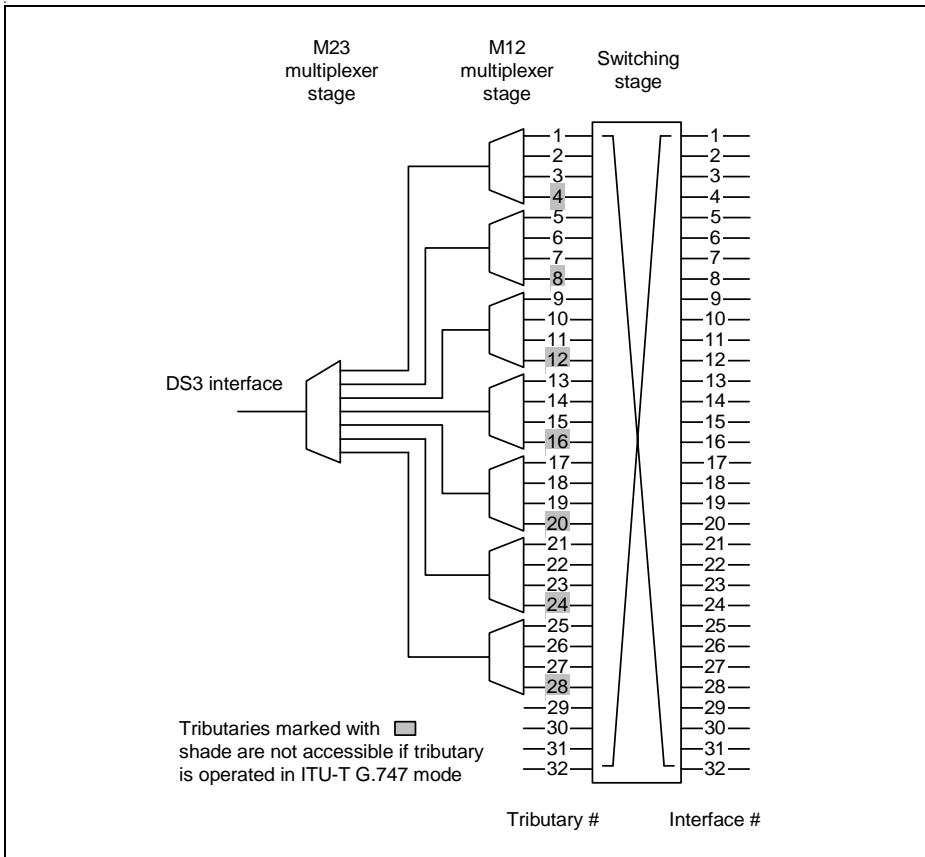 M23
multiplexer
stage
M12
multiplexer
stage
Switching
stage
1 1
2 2
3 3
4 4
5 5
6 6
7 7
8 8
9 9
10 10
11 11
12 12
DS3 interface
13 13
14 14
15 15
16 16
17 17
18 18
19 19
20 20
21 21
22 22
23 23
24 24
25 25
26 26
27 27
28 28
29 29
30 30
31 31
32 32
Tributaries marked with
shade are not accessible if tributary
is operated in ITU-T G.747 mode
Tributary # Interface #